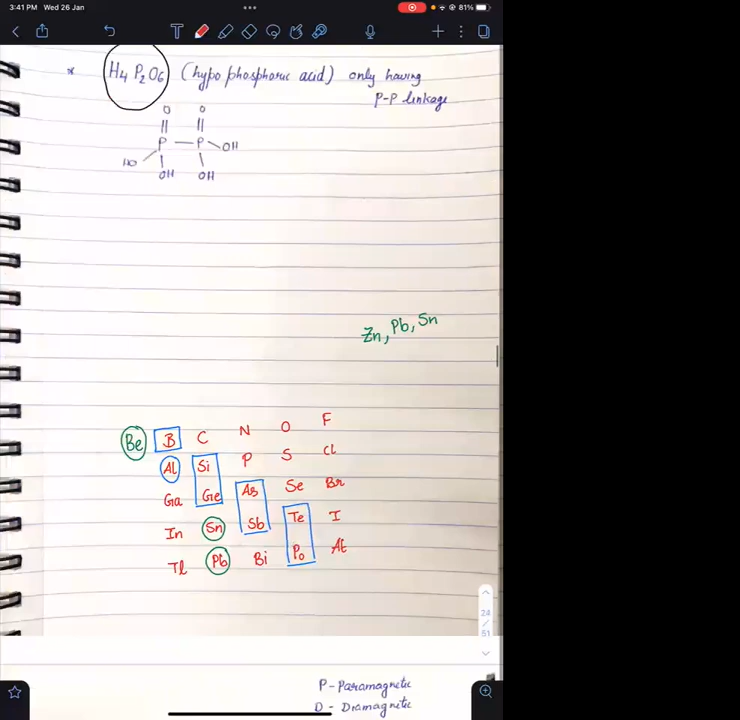 3:41 PM Wed 26 Jan
81%
* H4 P2 O6 (hypo phosphoric acid) only having
P-P linkage
O O
P P OH
HO
OH OH
Zn, Pb, Sn
Be B C N O F
Al Si P S Cl
Ga Ge As Se Br
In Sn Sb Te I
Tl Pb Bi Po At
24
/
51
P - Paramagnetic
D - Diamagnetic